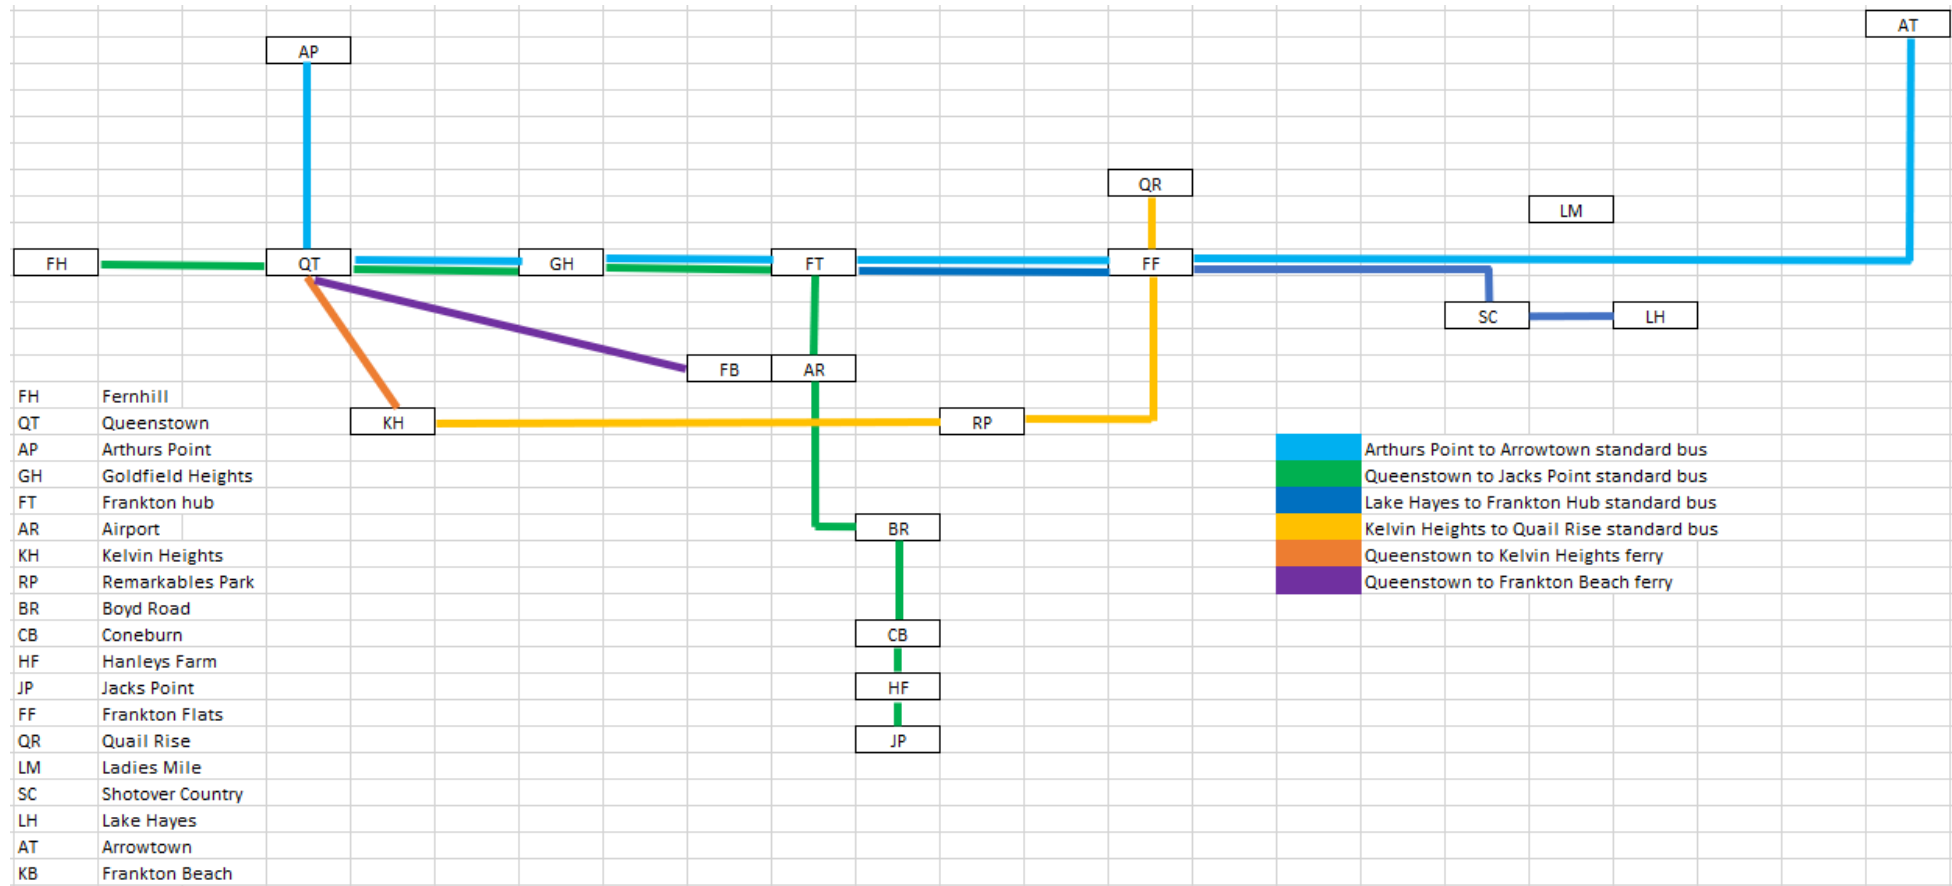 AT
AP
QR
LM
FH QT GH FT FF
SC LH
FB AR
FH Fernhill
QT Queenstown
KH RP
AP Arthurs Point
Arthurs Point to Arrowtown standard bus
GH Goldfield Heights
Queenstown to Jacks Point standard bus
FT Frankton hub
Lake Hayes to Frankton Hub standard bus
AR Airport
BR
Kelvin Heights to Quail Rise standard bus
KH Kelvin Heights
Queenstown to Kelvin Heights ferry
RP Remarkables Park
Queenstown to Frankton Beach ferry
BR Boyd Road
CB Coneburn
CB
HF Hanleys Farm
JP Jacks Point
HF
FF Frankton Flats
QR Quail Rise
JP
LM Ladies Mile
SC Shotover Country
LH Lake Hayes
AT Arrowtown
KB Frankton Beach